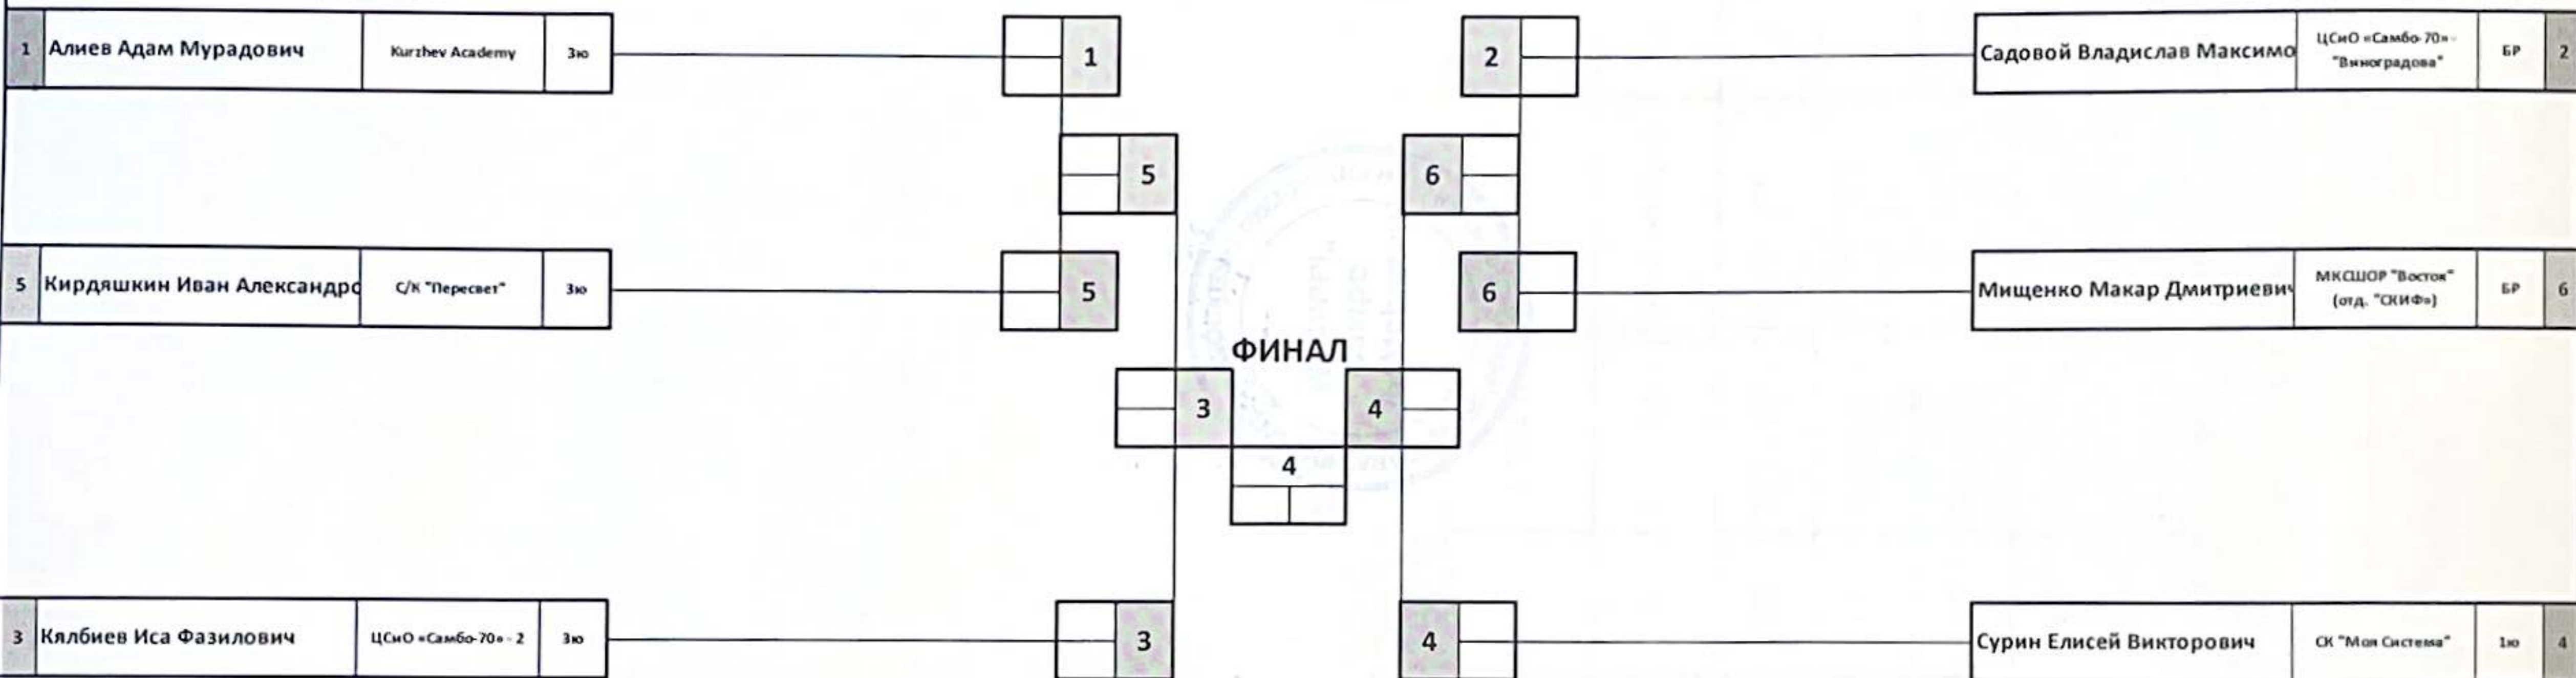 1 Алиев Адам Мурадович Kurzhev Academy 3ю 1
2 Садовой Владислав Максимо ЦСиО «Самбо-70» - БР 2
"Виноградова"
5 6
5 Кирдяшкин Иван Александро С/К "Пересвет" 3ю 5
6 Мищенко Макар Дмитриевич МКСШОР "Восток" БР 6
(отд. "СКИФ»)
ФИНАЛ
3 4
4
3 Кялбиев Иса Фазилович ЦСиО «Самбо-70» - 2 3ю 3
4 Сурин Елисей Викторович СК "Моя Система" 1ю 4